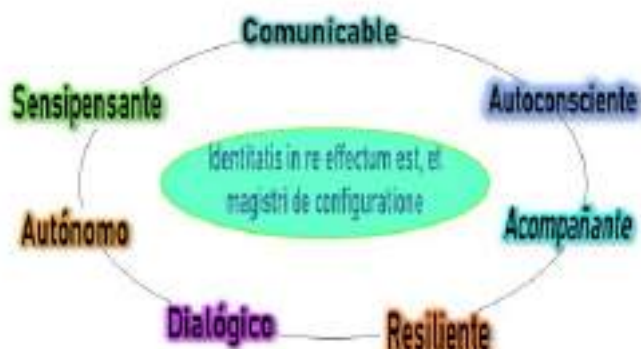 Comunicable
Sensipensante
Autoconsciente
Identitatis in re effectum est, et
magistri de configuratione
Autónomo
Acompañante
Dialógico
Resiliente